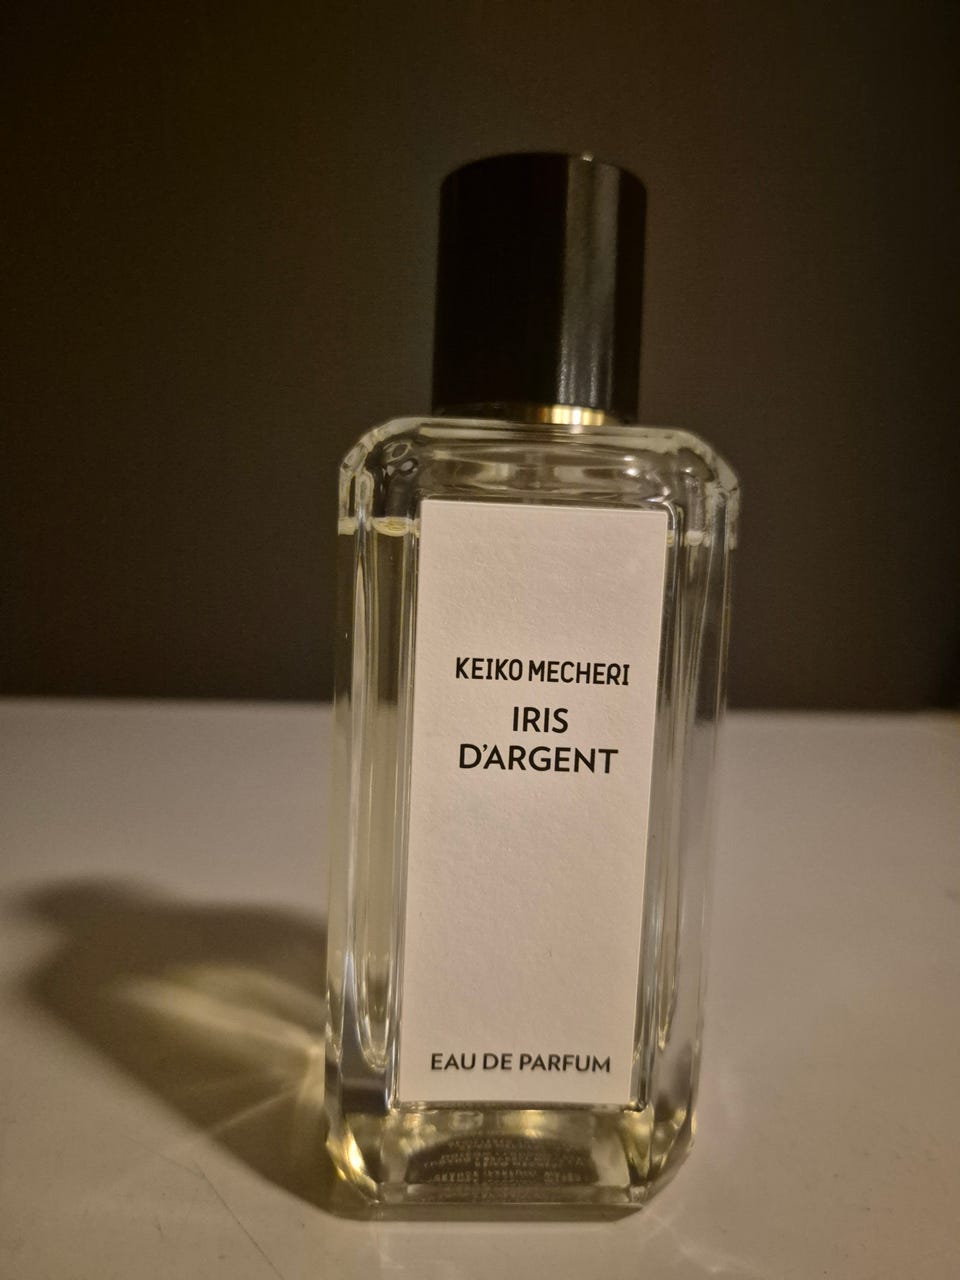 KEIKO MECHERI
IRIS
D'ARGENT
EAU DE PARFUM